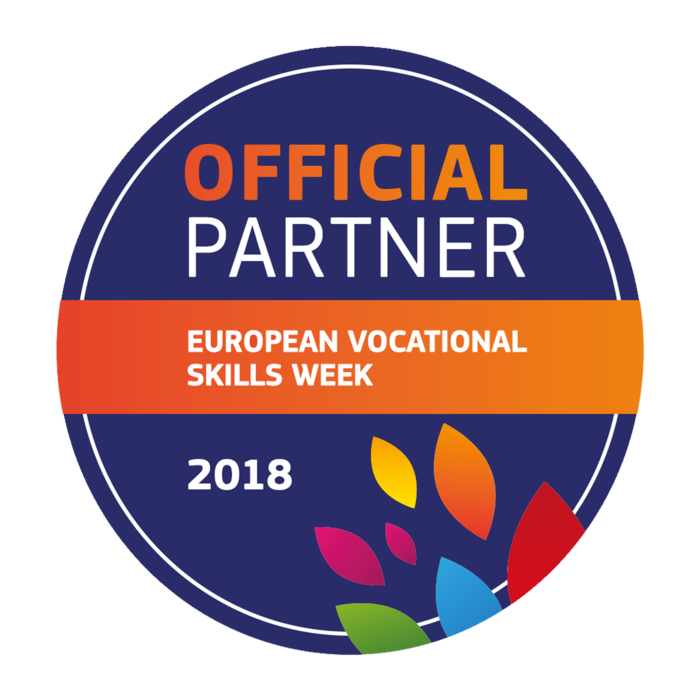 OFFICIAL
PARTNER
EUROPEAN VOCATIONAL
SKILLS WEEK
2018